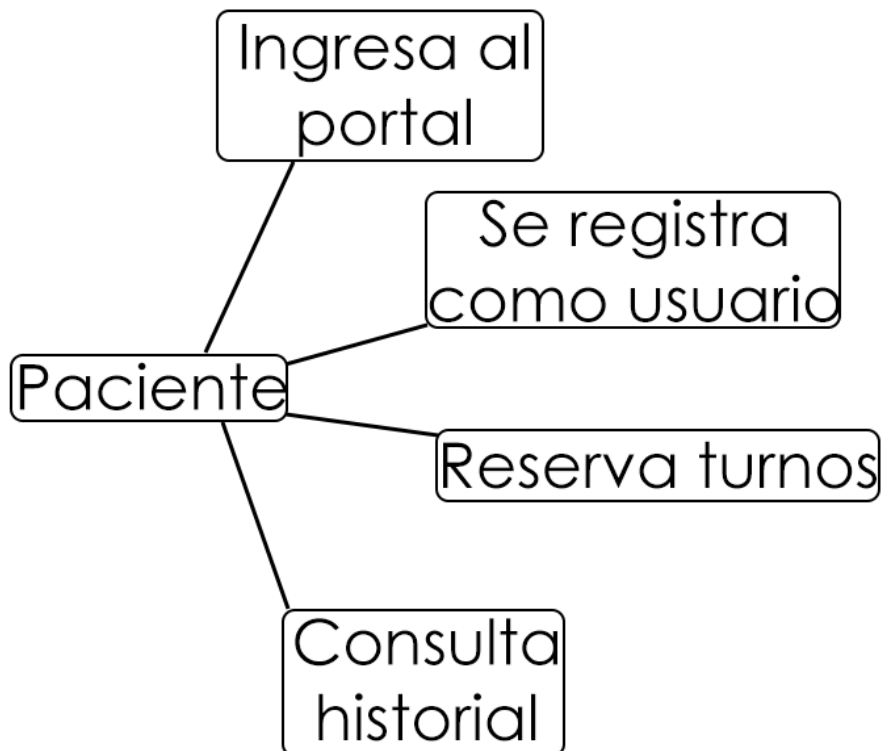 Ingresa al
portal
Se registra
como usuario
Paciente
Reserva turnos
Consulta
historial